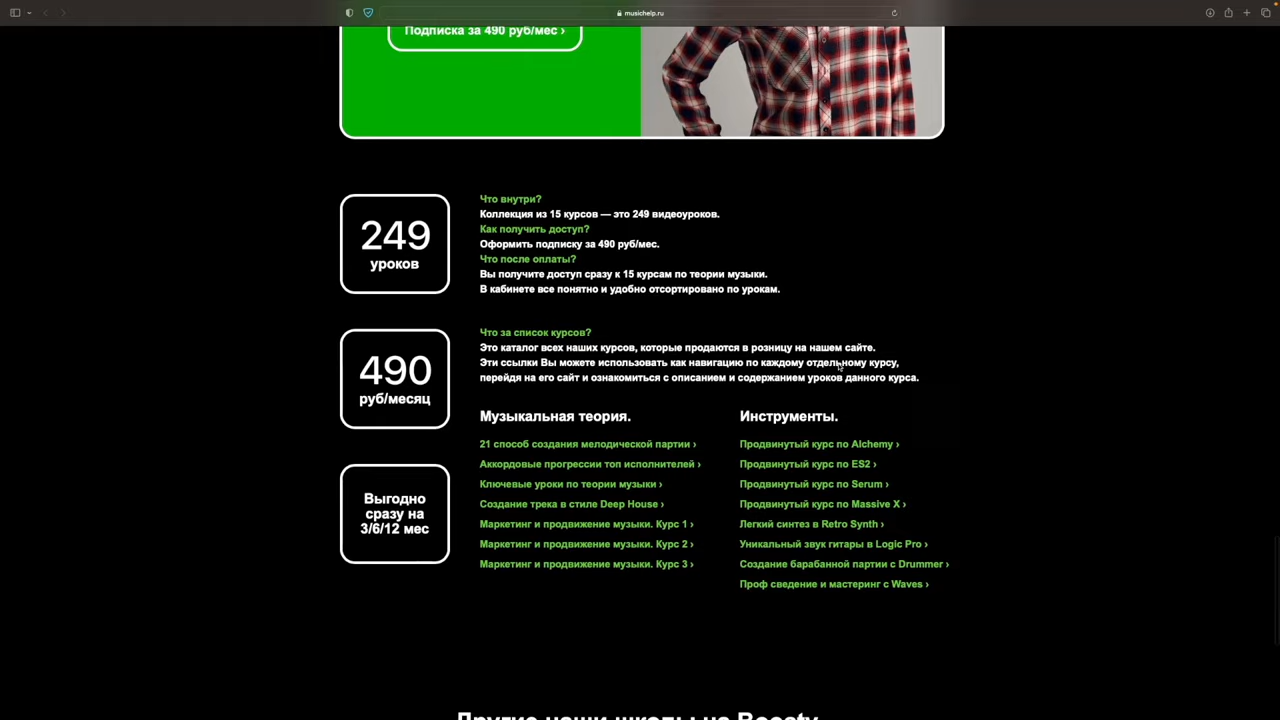 musichelp.ru
Подписка за 490 руб/мес ›
249
уроков
Что внутри?
Коллекция из 15 курсов — это 249 видеоуроков.
Как получить доступ?
Оформить подписку за 490 руб/мес.
Что после оплаты?
Вы получите доступ сразу к 15 курсам по теории музыки.
В кабинете все понятно и удобно отсортировано по урокам.
490
руб/месяц
Что за список курсов?
Это каталог всех наших курсов, которые продаются в розницу на нашем сайте.
Эти ссылки Вы можете использовать как навигацию по каждому отдельному курсу,
перейдя на его сайт и ознакомиться с описанием и содержанием уроков данного курса.
Выгодно
сразу на
3/6/12 мес
Музыкальная теория.
21 способ создания мелодической партии ›
Аккордовые прогрессии топ исполнителей ›
Ключевые уроки по теории музыки ›
Создание трека в стиле Deep House ›
Маркетинг и продвижение музыки. Курс 1 ›
Маркетинг и продвижение музыки. Курс 2 ›
Маркетинг и продвижение музыки. Курс 3 ›
Инструменты.
Продвинутый курс по Alchemy ›
Продвинутый курс по ES2 ›
Продвинутый курс по Serum ›
Продвинутый курс по Massive X ›
Легкий синтез в Retro Synth ›
Уникальный звук гитары в Logic Pro ›
Создание барабанной партии с Drummer ›
Проф сведение и мастеринг с Waves ›
Другие наши школы на Boosty